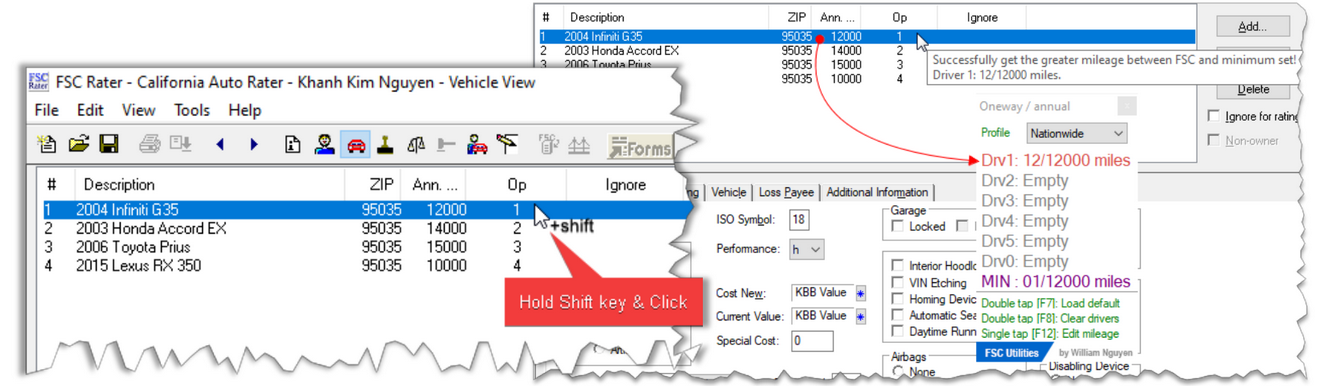 # Description ZIP Ann. ... Op Ignore
1 2004 Infiniti G35 95035 12000 1
2 2003 Honda Accord EX 95035 14000 2
3 2006 Toyota Prius 95035 15000 3
95035 10000 4
Add...
Successfully get the greater mileage between FSC and minimum set!
Driver 1: 12/12000 miles.
Delete
Ignore for rating
Non-owner
Oneway / annual
Profile Nationwide
Drv1: 12/12000 miles
Drv2: Empty
Drv3: Empty
Drv4: Empty
Drv5: Empty
Drv0: Empty
MIN : 01/12000 miles
Double tap [F7]: Load default
Double tap [F8]: Clear drivers
Single tap [F12]: Edit mileage
FSC Utilities by William Nguyen
FSC Rater
FSC Rater - California Auto Rater - Khanh Kim Nguyen - Vehicle View
File Edit View Tools Help
FSC
Forms
# Description ZIP Ann. ... Op Ignore
1 2004 Infiniti G35 95035 12000 1
2 2003 Honda Accord EX 95035 14000 2
3 2006 Toyota Prius 95035 15000 3
4 2015 Lexus RX 350 95035 10000 4
+shift
Hold Shift key & Click
Vehicle Loss Payee Additional Information
ISO Symbol: 18
Performance: h
Cost New: KBB Value
Current Value: KBB Value
Special Cost: 0
Garage
Locked
Interior
VIN Etching
Homing
Automatic
Daytime
Airbags
None
Disabling Device